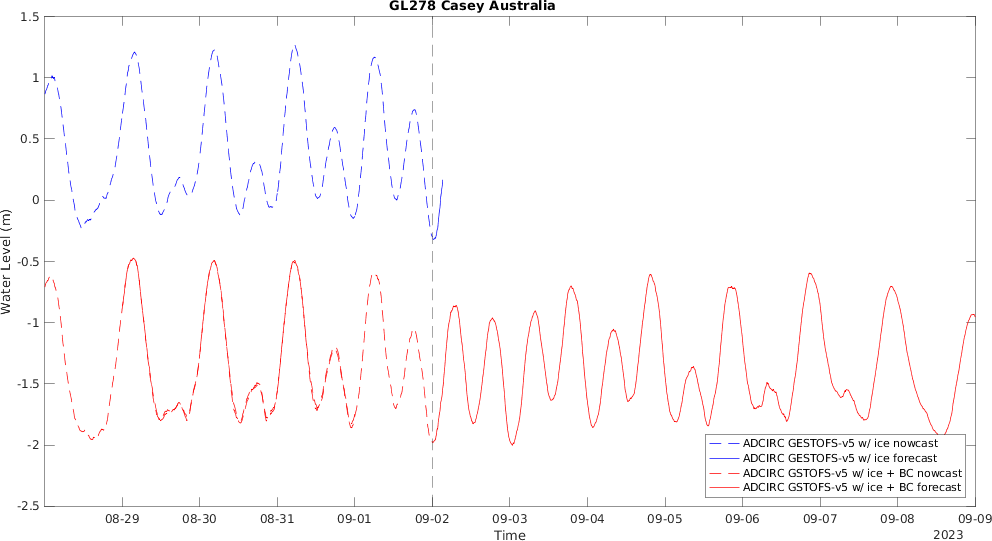 GL278 Casey Australia
Water Level (m)
1.5
1
0.5
0
-0.5
-1
-1.5
-2
-2.5
ADCIRC GESTOFS-v5 w/ ice nowcast
ADCIRC GESTOFS-v5 w/ ice forecast
ADCIRC GSTOFS-v5 w/ ice + BC nowcast
ADCIRC GSTOFS-v5 w/ ice + BC forecast
08-29 08-30 08-31 09-01 09-02 09-03 09-04 09-05 09-06 09-07 09-08 09-09
Time
2023